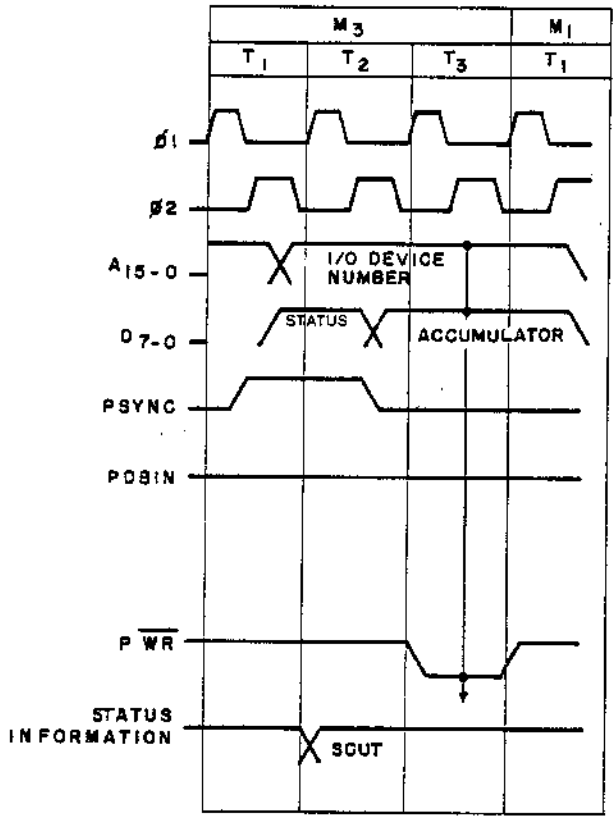 M3 M1
T1 T2 T3 T1
Ø1
Ø2
A15-0 I/O DEVICE
NUMBER
D7-0 STATUS ACCUMULATOR
PSYNC
PDBIN
P WR
STATUS
INFORMATION SOUT